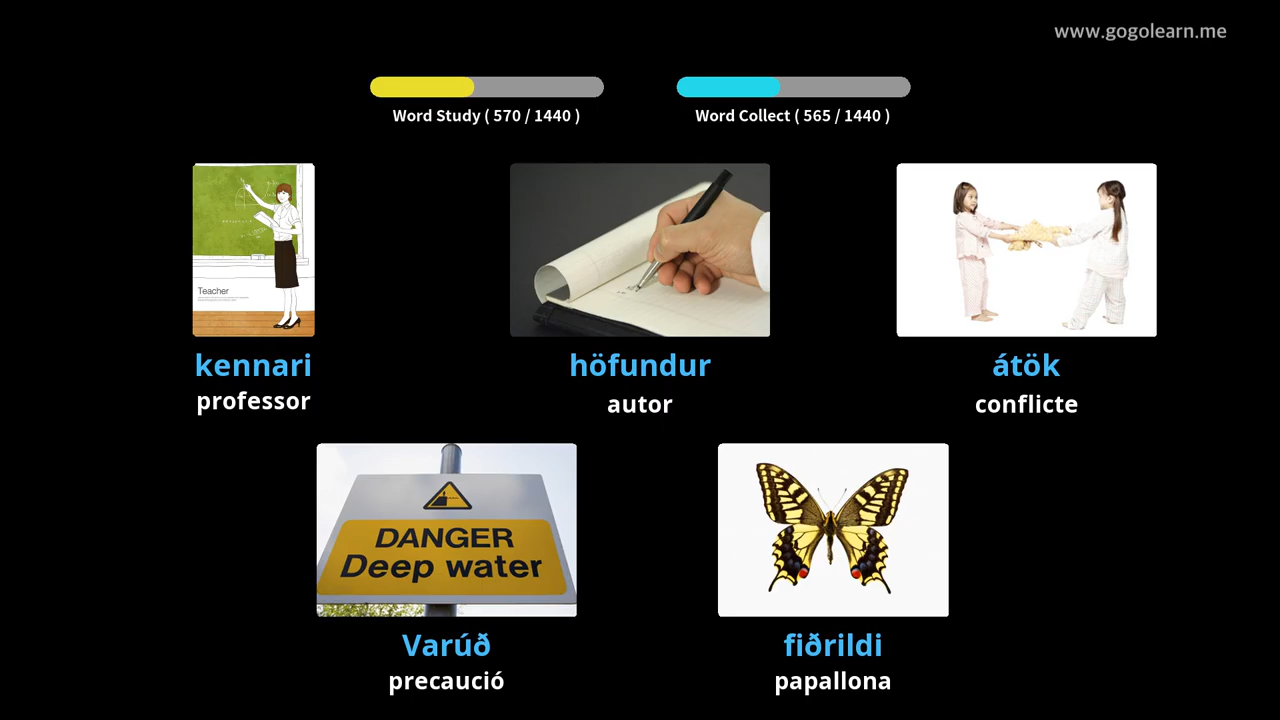 www.gogolearn.me
Word Study ( 570 / 1440 )
Word Collect ( 565 / 1440 )
Teacher
kennari
professor
höfundur
autor
átök
conflicte
DANGER
Deep water
Varúð
precaució
fiðrildi
papallona